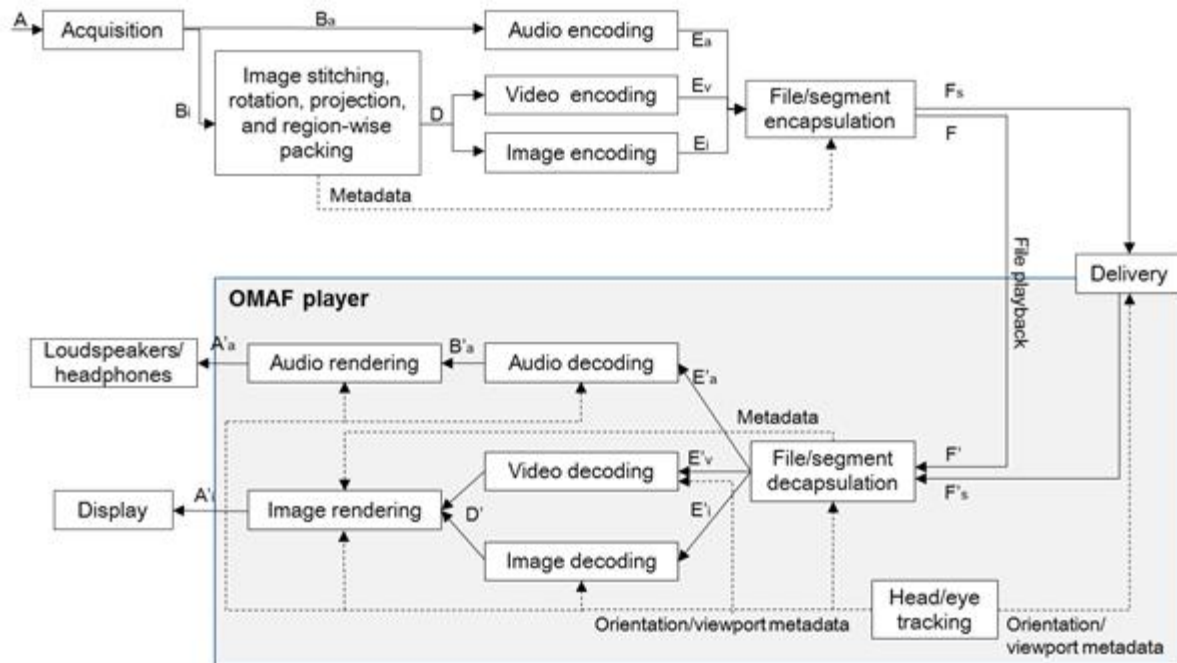 A
Acquisition
Ba
Audio encoding
Ea
Bi
Image stitching,
rotation, projection,
and region-wise
packing
D
Video encoding
Ev
Image encoding
Ei
File/segment
encapsulation
Fs
F
Metadata
File playback
Delivery
OMAF player
Loudspeakers/
headphones
A'a
Audio rendering
B'a
Audio decoding
E'a
Metadata
Display
A'i
Image rendering
D'
Video decoding
E'v
Image decoding
E'i
File/segment
decapsulation
F'
F's
Orientation/viewport metadata
Head/eye
tracking
Orientation/
viewport metadata